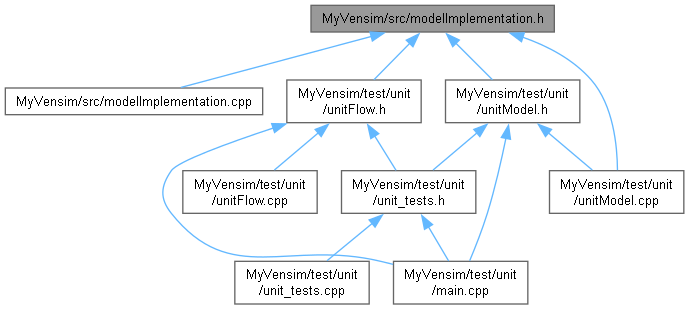 MyVensim/src/modelImplementation.h
MyVensim/src/modelImplementation.cpp
MyVensim/test/unit
/unitFlow.h
MyVensim/test/unit
/unitModel.h
MyVensim/test/unit
/unitFlow.cpp
MyVensim/test/unit
/unit_tests.h
MyVensim/test/unit
/unitModel.cpp
MyVensim/test/unit
/unit_tests.cpp
MyVensim/test/unit
/main.cpp